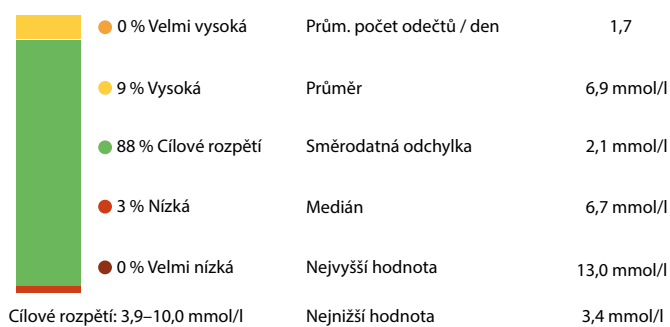 0 % Velmi vysoká Prům. počet odečtů / den 1,7
9 % Vysoká Průměr 6,9 mmol/l
88 % Cílové rozpětí Směrodatná odchylka 2,1 mmol/l
3 % Nízká Medián 6,7 mmol/l
0 % Velmi nízká Nejvyšší hodnota 13,0 mmol/l
Cílové rozpětí: 3,9–10,0 mmol/l Nejnižší hodnota 3,4 mmol/l